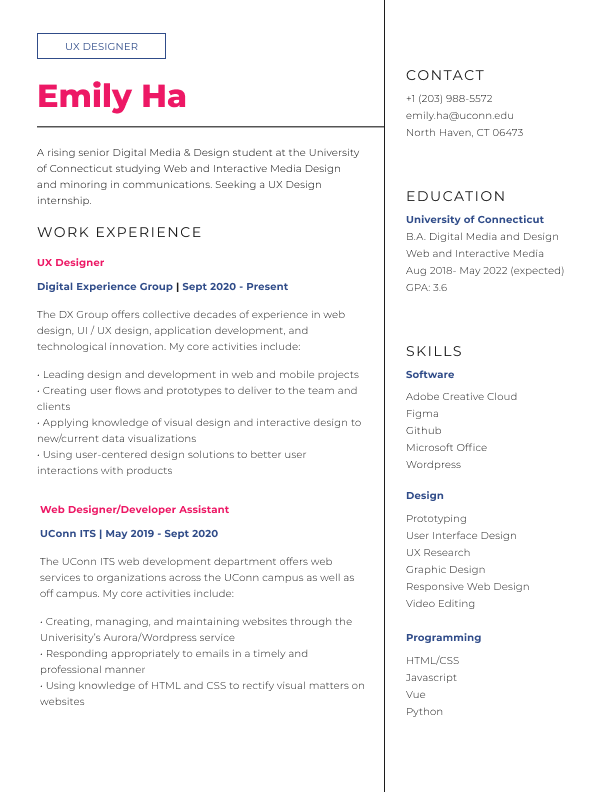 UX DESIGNER
Emily Ha
A rising senior Digital Media & Design student at the University
of Connecticut studying Web and Interactive Media Design
and minoring in communications. Seeking a UX Design
internship.
WORK EXPERIENCE
UX Designer
Digital Experience Group | Sept 2020 - Present
The DX Group offers collective decades of experience in web
design, UI / UX design, application development, and
technological innovation. My core activities include:
• Leading design and development in web and mobile projects
• Creating user flows and prototypes to deliver to the team and
clients
• Applying knowledge of visual design and interactive design to
new/current data visualizations
• Using user-centered design solutions to better user
interactions with products
Web Designer/Developer Assistant
UConn ITS | May 2019 - Sept 2020
The UConn ITS web development department offers web
services to organizations across the UConn campus as well as
off campus. My core activities include:
• Creating, managing, and maintaining websites through the
Univerisity's Aurora/Wordpress service
• Responding appropriately to emails in a timely and
professional manner
• Using knowledge of HTML and CSS to rectify visual matters on
websites
CONTACT
+1 (203) 988-5572
emily.ha@uconn.edu
North Haven, CT 06473
EDUCATION
University of Connecticut
B.A. Digital Media and Design
Web and Interactive Media
Aug 2018- May 2022 (expected)
GPA: 3.6
SKILLS
Software
Adobe Creative Cloud
Figma
Github
Microsoft Office
Wordpress
Design
Prototyping
User Interface Design
UX Research
Graphic Design
Responsive Web Design
Video Editing
Programming
HTML/CSS
Javascript
Vue
Python